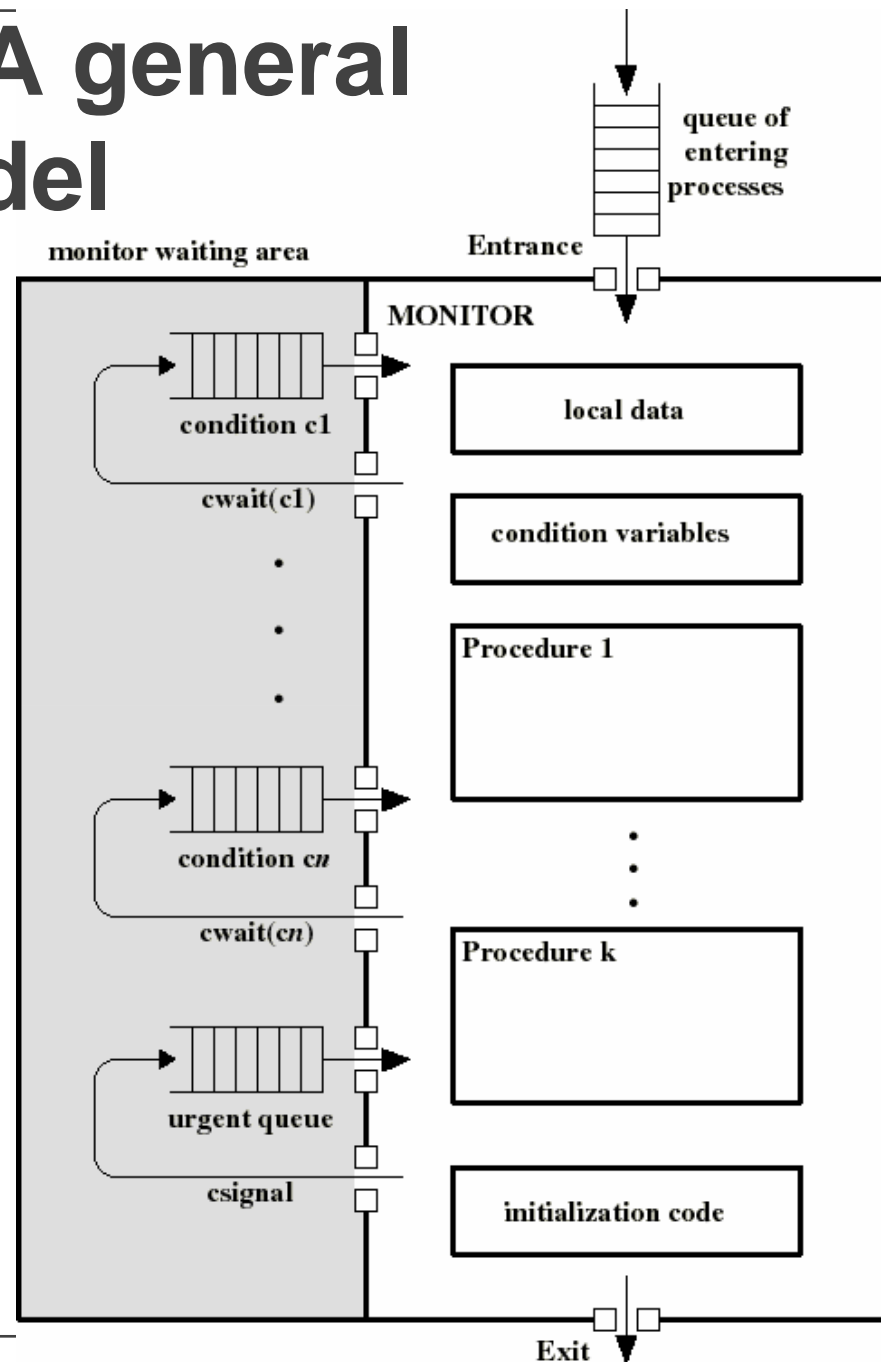 A general
del
queue of
entering
processes
monitor waiting area
Entrance
MONITOR
local data
condition c1
cwait(c1)
condition variables
Procedure 1
condition cn
cwait(cn)
Procedure k
urgent queue
csignal
initialization code
Exit